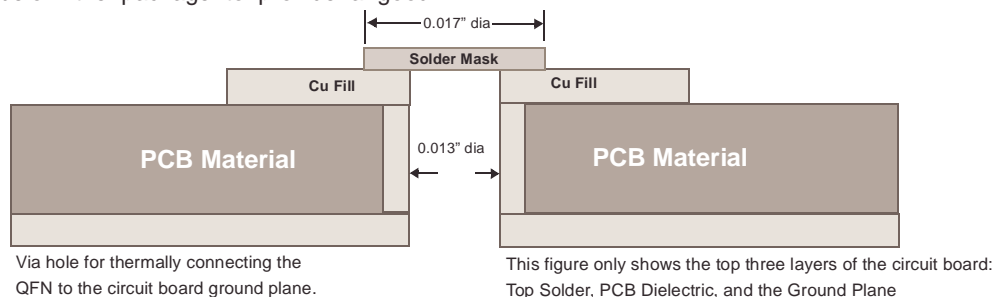 0.017” dia
Solder Mask
Cu Fill
Cu Fill
PCB Material
0.013” dia
PCB Material
Via hole for thermally connecting the
QFN to the circuit board ground plane.
This figure only shows the top three layers of the circuit board:
Top Solder, PCB Dielectric, and the Ground Plane